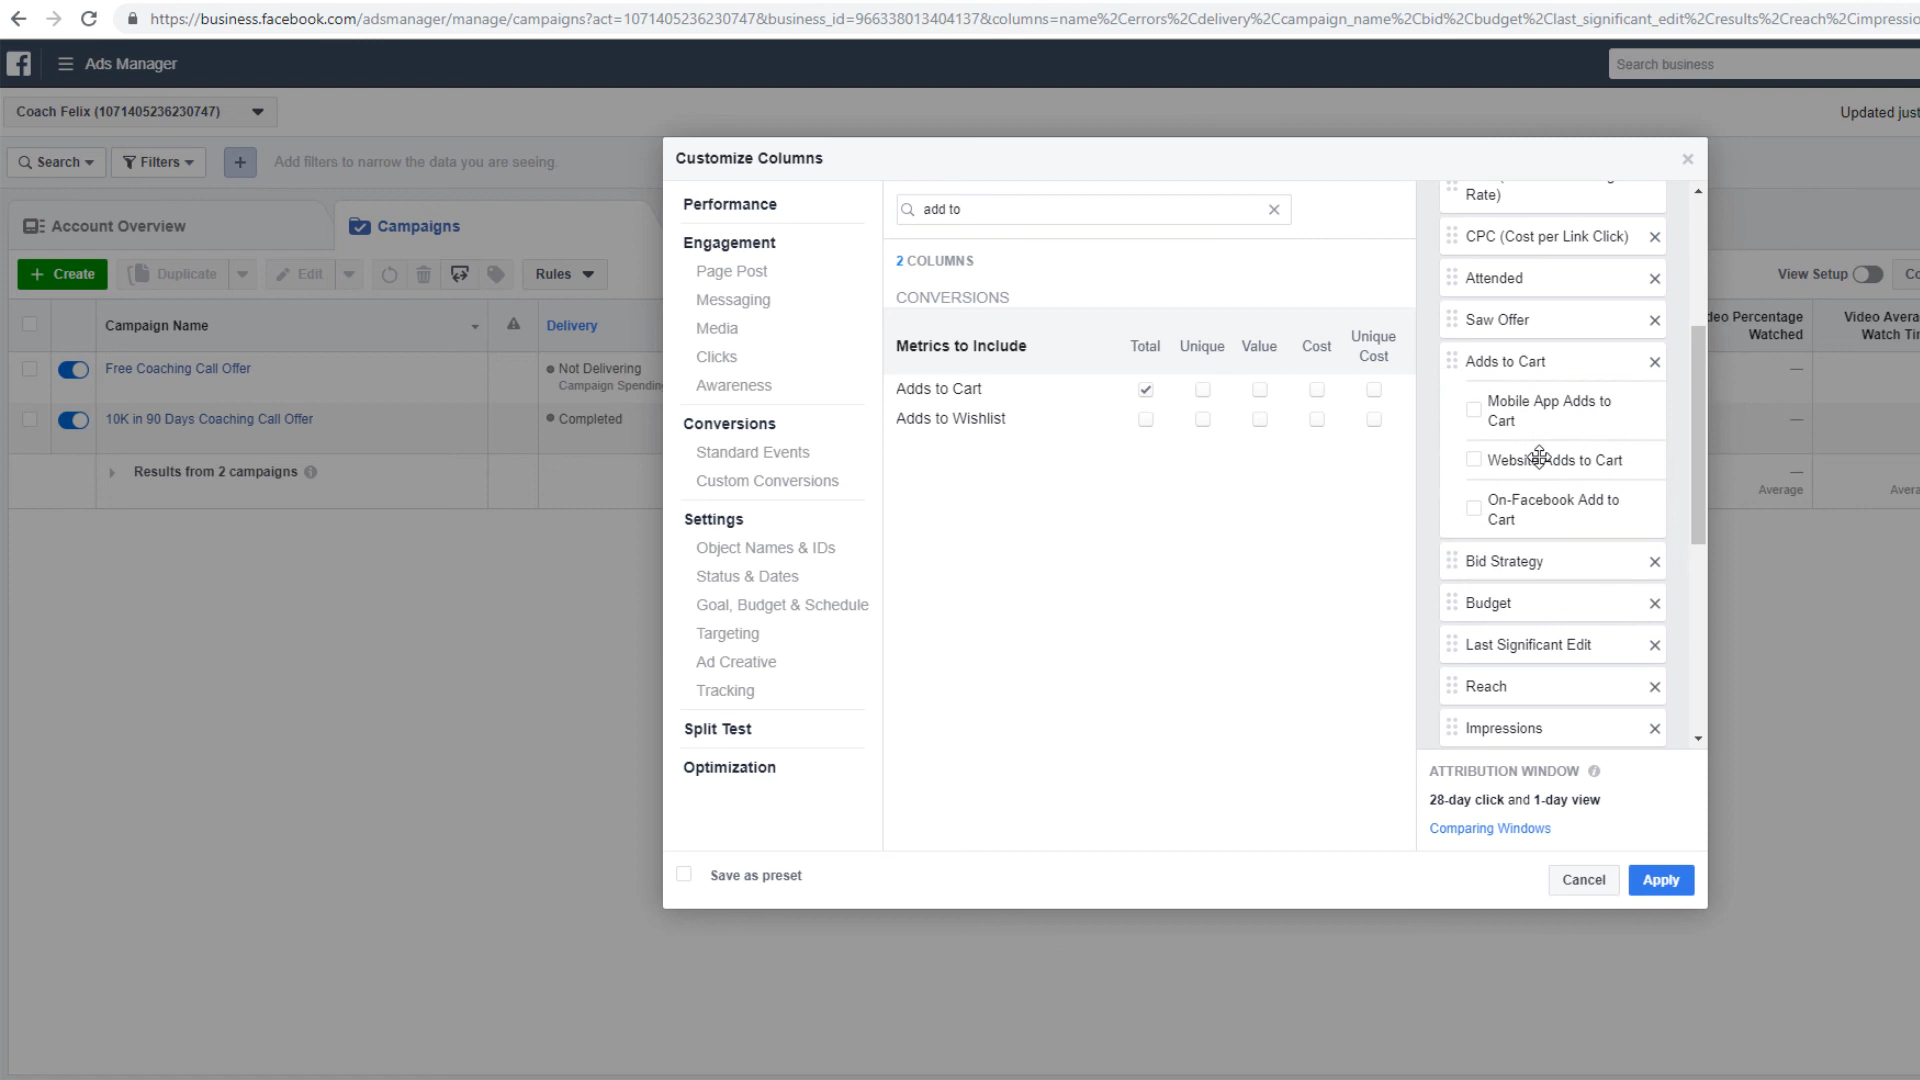 https://business.facebook.com/adsmanager/manage/campaigns?act=1071405236230747&business_id=966338013404137&columns=name%2Cerrors%2Cdelivery%2Ccampaign_name%2Cbid%2Cbudget%2Clast_significant_edit%2Cresults%2Creach%2Cimpressio
Ads Manager
Search business
Coach Felix (1071405236230747)
Updated just
Search
Filters
Add filters to narrow the data you are seeing.
Account Overview
Campaigns
Create
Duplicate
Edit
Rules
View Setup
Co
Campaign Name
Delivery
deo Percentage
Watched
Video Avera
Watch Tin
Free Coaching Call Offer
Not Delivering
Campaign Spendin
—
10K in 90 Days Coaching Call Offer
Completed
Results from 2 campaigns
—
Average
Avera
Customize Columns
Performance
Engagement
Page Post
Messaging
Media
Clicks
Awareness
Conversions
Standard Events
Custom Conversions
Settings
Object Names & IDs
Status & Dates
Goal, Budget & Schedule
Targeting
Ad Creative
Tracking
Split Test
Optimization
add to
2 COLUMNS
CONVERSIONS
Metrics to Include
Total
Unique
Value
Cost
Unique
Cost
Adds to Cart
Adds to Wishlist
Rate)
CPC (Cost per Link Click)
Attended
Saw Offer
Adds to Cart
Mobile App Adds to
Cart
Website Adds to Cart
On-Facebook Add to
Cart
Bid Strategy
Budget
Last Significant Edit
Reach
Impressions
ATTRIBUTION WINDOW
28-day click and 1-day view
Comparing Windows
Save as preset
Cancel
Apply